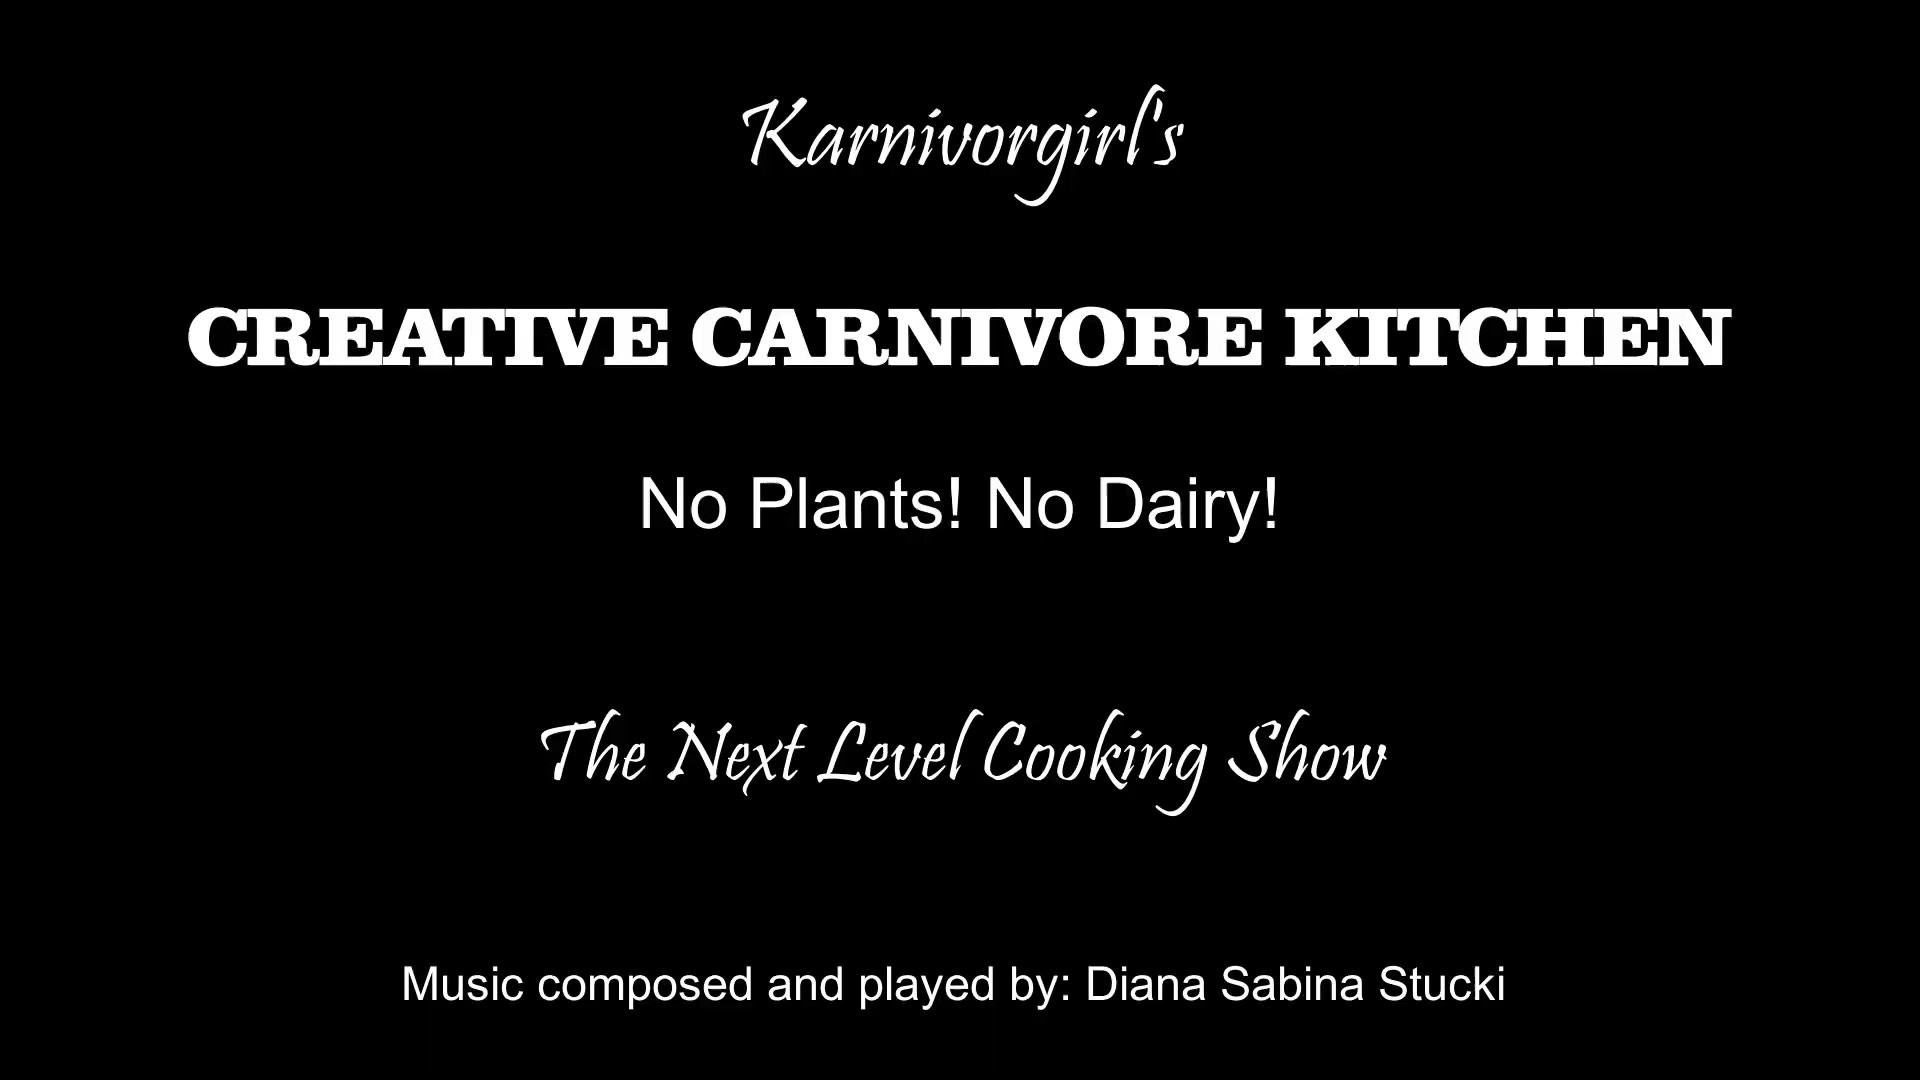 Karnivorgirl's
CREATIVE CARNIVORE KITCHEN
No Plants! No Dairy!
The Next Level Cooking Show
Music composed and played by: Diana Sabina Stucki